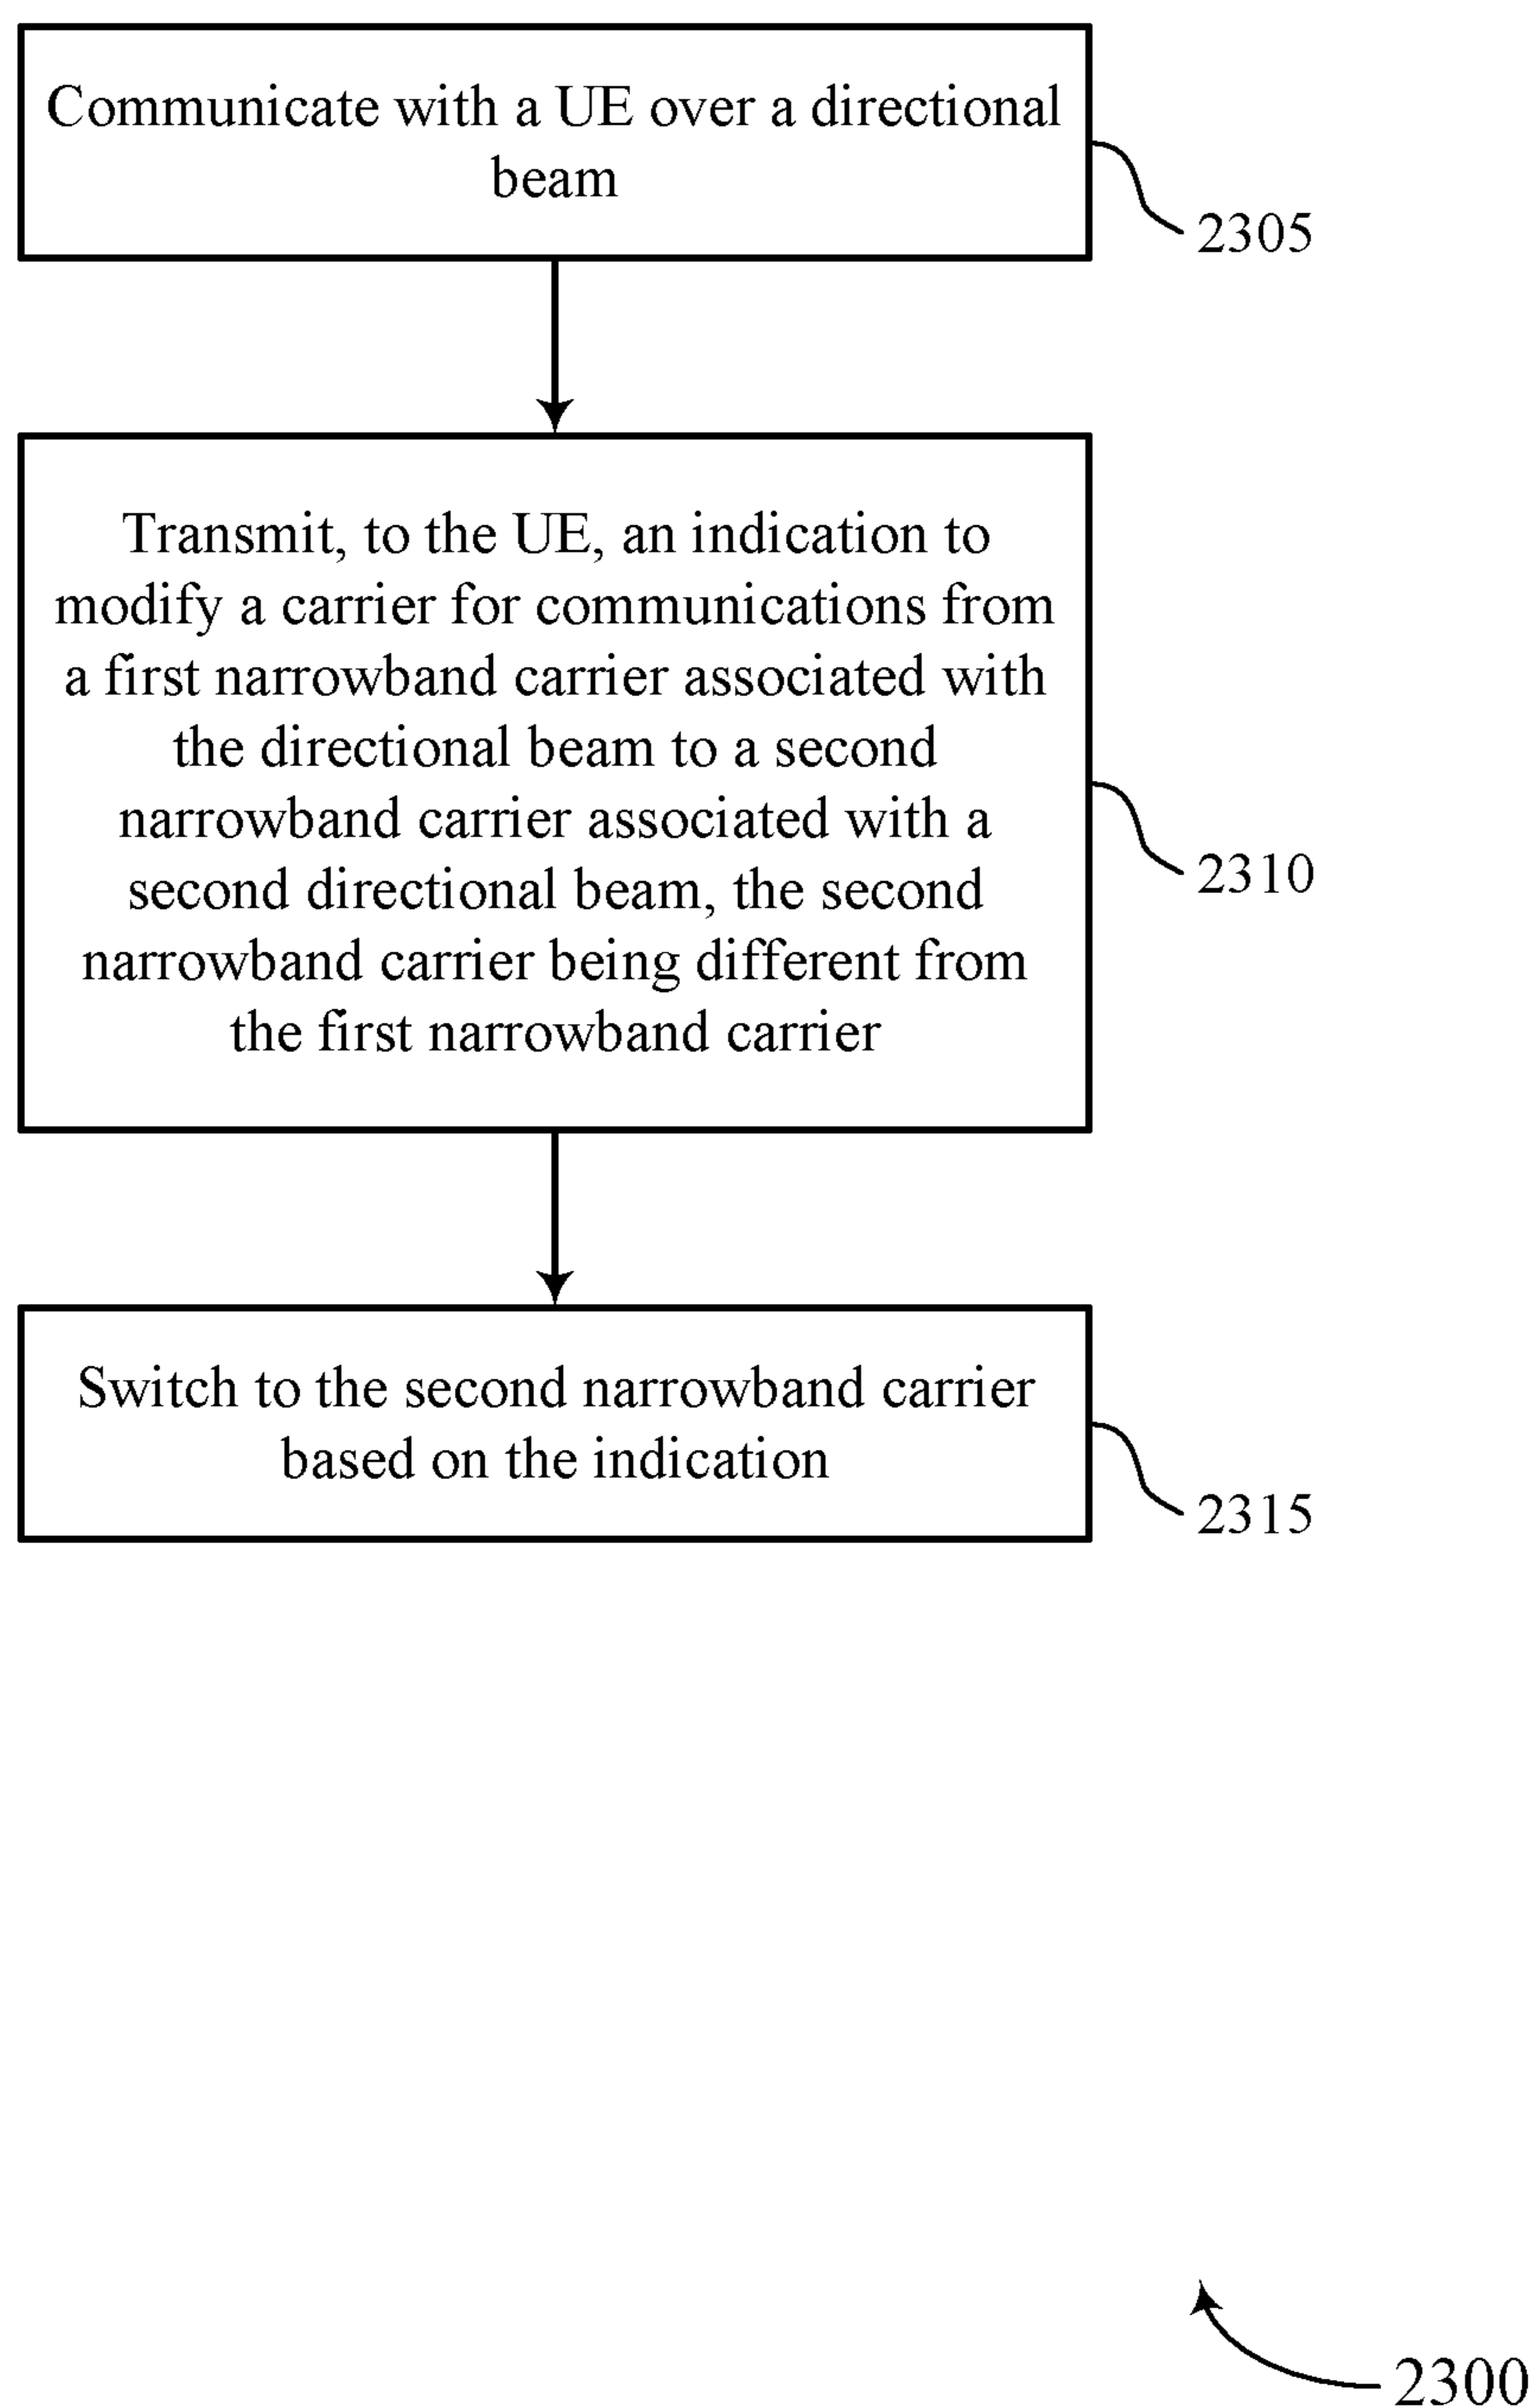 Communicate with a UE over a directional
beam
2305
Transmit, to the UE, an indication to
modify a carrier for communications from
a first narrowband carrier associated with
the directional beam to a second
narrowband carrier associated with a
second directional beam, the second
narrowband carrier being different from
the first narrowband carrier
2310
Switch to the second narrowband carrier
based on the indication
2315
2300